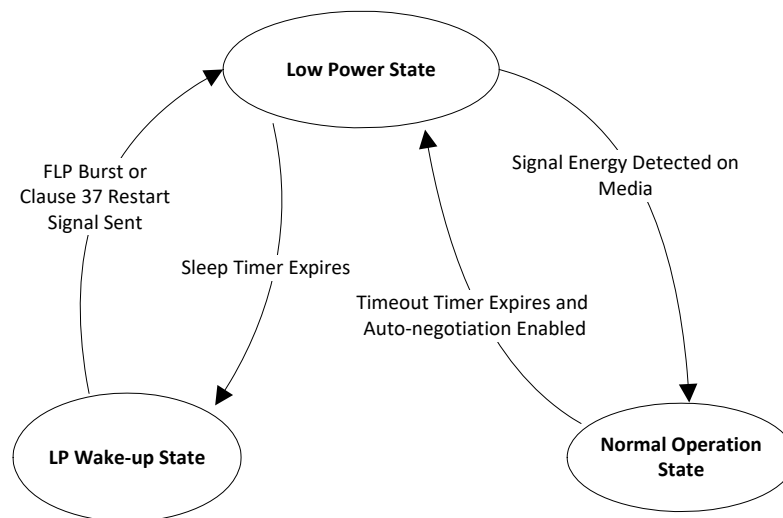 Low Power State
FLP Burst or
Clause 37 Restart
Signal Sent
Signal Energy Detected on
Media
Sleep Timer Expires
Timeout Timer Expires and
Auto-negotiation Enabled
LP Wake-up State
Normal Operation
State